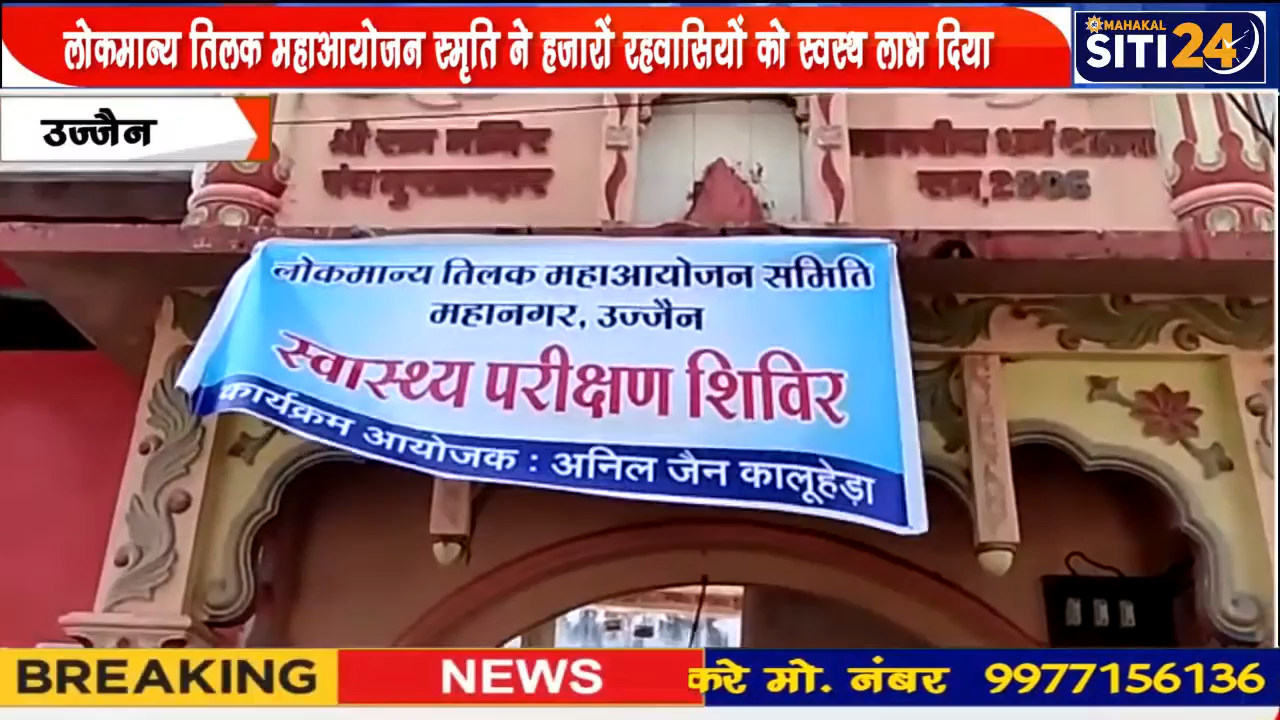 लोकमान्य तिलक महाआयोजन स्मृति ने हजारों रहवासियों को स्वस्थ लाभ दिया
MAHAKAL
SITI24
उज्जैन
श्री राम मन्दिर
लोकमान्य तिलक महाआयोजन समिति
महानगर, उज्जैन
स्वास्थ्य परीक्षण शिविर
कार्यक्रम आयोजक : अनिल जैन कालूहेड़ा
BREAKING NEWS
करे मो. नंबर 9977156136